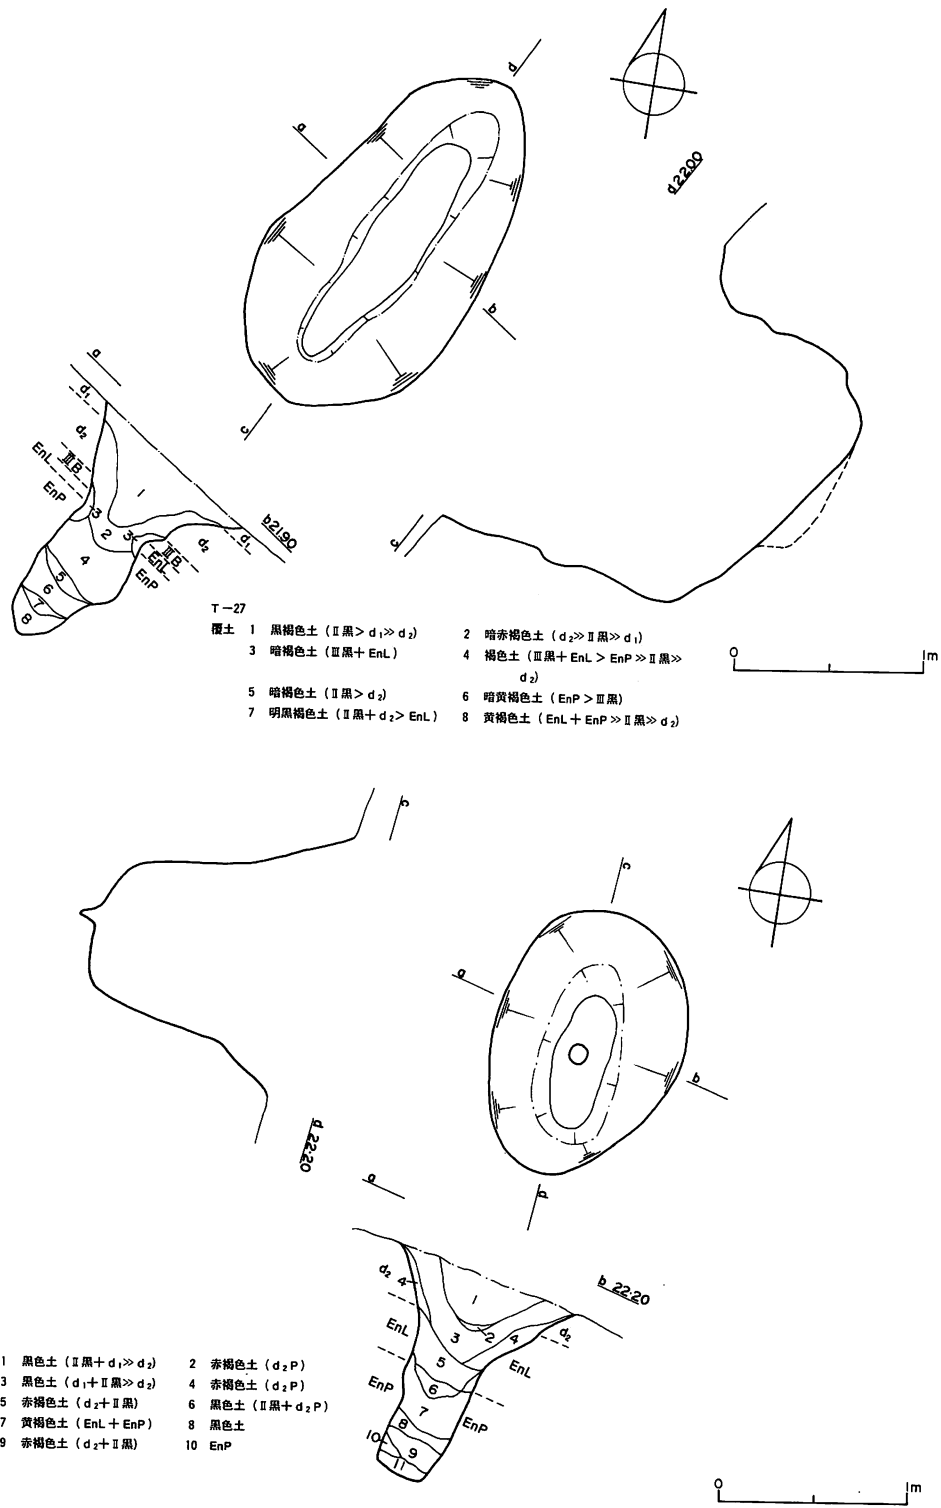 d
a
d 22.00
b
a
c
d₁
d₂
ⅢB
EnL
EnP
1
3
2
3
b 21.90
d₂
d₁
4
ⅢB
EnL
EnP
5
6
7
8
c
T－27
覆土 1 黒褐色土（Ⅱ黒＞d₁≫d₂） 2 暗赤褐色土（d₂≫Ⅱ黒≫d₁）
3 暗褐色土（Ⅲ黒＋EnL） 4 褐色土（Ⅲ黒＋EnL＞EnP≫Ⅱ黒≫
d₂）
5 暗褐色土（Ⅱ黒＞d₂） 6 暗黄褐色土（EnP＞Ⅲ黒）
7 明黒褐色土（Ⅱ黒＋d₂＞EnL） 8 黄褐色土（EnL＋EnP≫Ⅱ黒≫d₂）
0 1m
c
c
a
b
d 22.20
a
d
d₂
4
1
b 22.20
EnL
3
2
4
d₂
5
EnL
EnP
6
7
EnP
8
10
9
11
1 黒色土（Ⅱ黒＋d₁≫d₂） 2 赤褐色土（d₂P）
3 黒色土（d₁＋Ⅱ黒≫d₂） 4 赤褐色土（d₂P）
5 赤褐色土（d₂＋Ⅱ黒） 6 黒色土（Ⅱ黒＋d₂P）
7 黄褐色土（EnL＋EnP） 8 黒色土
9 赤褐色土（d₂＋Ⅱ黒） 10 EnP
0 1m